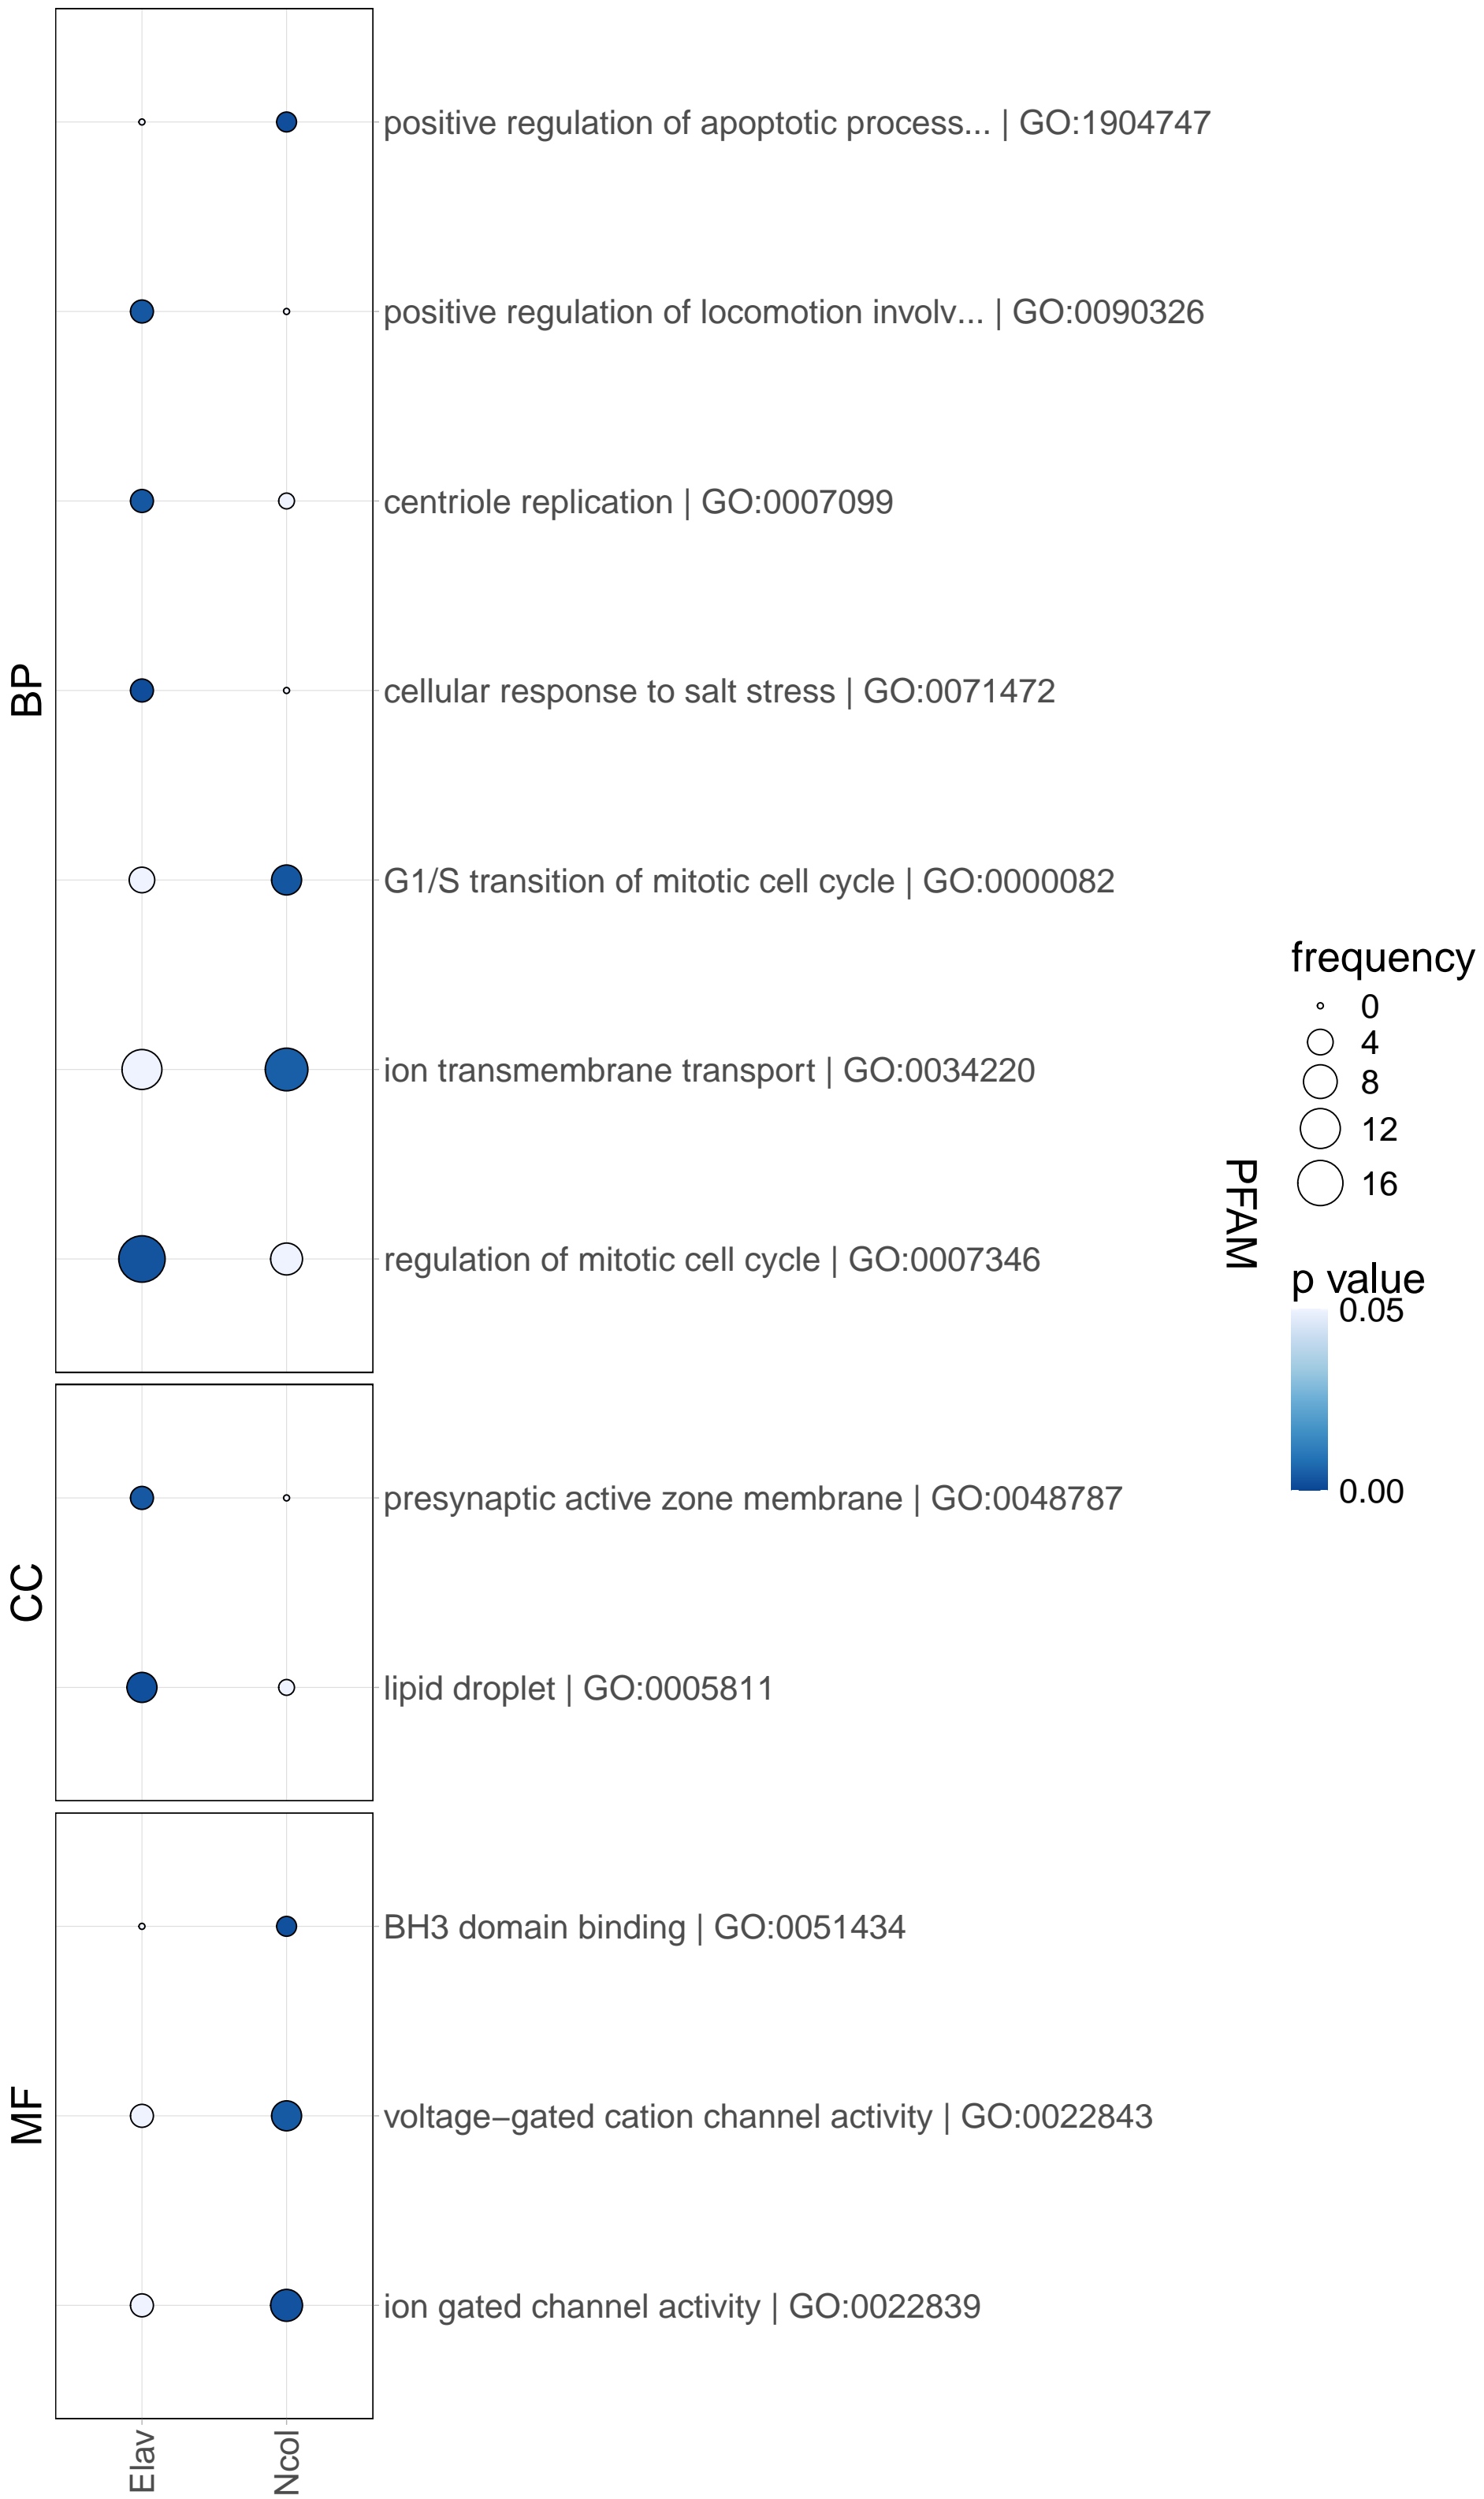 BP
positive regulation of apoptotic process... | GO:1904747
positive regulation of locomotion involv... | GO:0090326
centriole replication | GO:0007099
cellular response to salt stress | GO:0071472
G1/S transition of mitotic cell cycle | GO:0000082
ion transmembrane transport | GO:0034220
regulation of mitotic cell cycle | GO:0007346
CC
presynaptic active zone membrane | GO:0048787
lipid droplet | GO:0005811
MF
BH3 domain binding | GO:0051434
voltage−gated cation channel activity | GO:0022843
ion gated channel activity | GO:0022839
Elav
Ncol
PFAM
frequency
0
4
8
12
16
p value
0.05
0.00